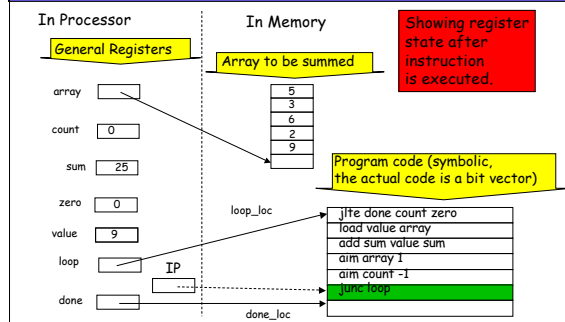 In Processor
In Memory
General Registers
Array to be summed
Showing register
state after
instruction
is executed.
array
5
3
6
2
9
count
0
sum
25
Program code (symbolic,
the actual code is a bit vector)
zero
0
value
9
loop
loop_loc
jlte done count zero
load value array
add sum value sum
aim array 1
aim count -1
junc loop
IP
done
done_loc